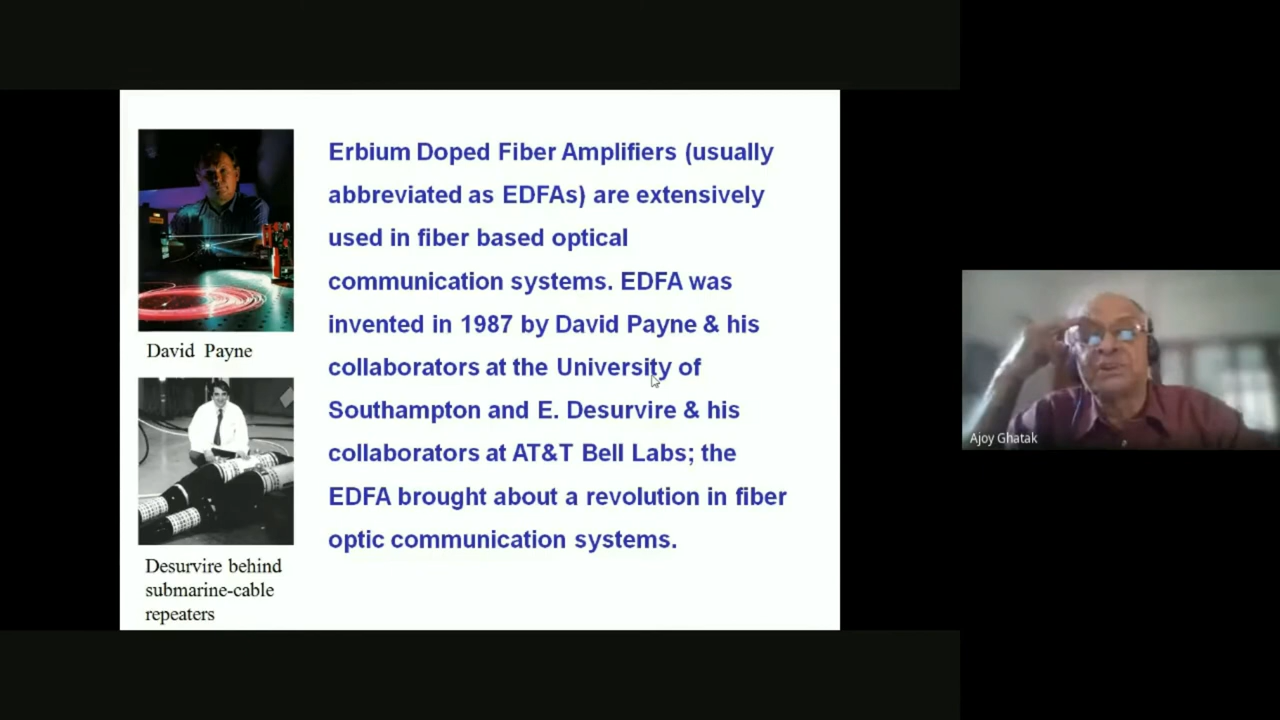 Erbium Doped Fiber Amplifiers (usually
abbreviated as EDFAs) are extensively
used in fiber based optical
communication systems. EDFA was
invented in 1987 by David Payne & his
collaborators at the University of
Southampton and E. Desurvire & his
collaborators at AT&T Bell Labs; the
EDFA brought about a revolution in fiber
optic communication systems.
David Payne
Desurvire behind
submarine-cable
repeaters
Ajoy Ghatak